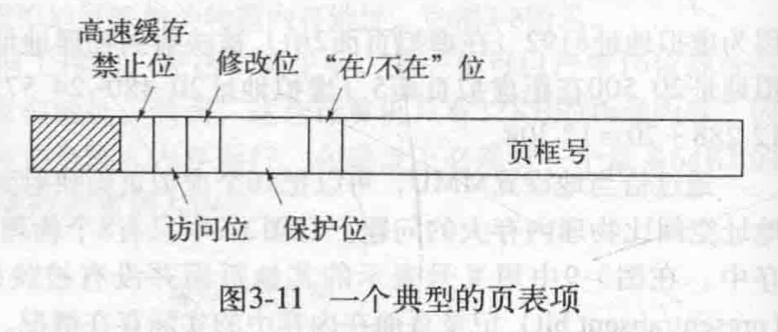 高速缓存
禁止位
修改位
“在/不在”位
页框号
访问位
保护位
图3-11 一个典型的页表项